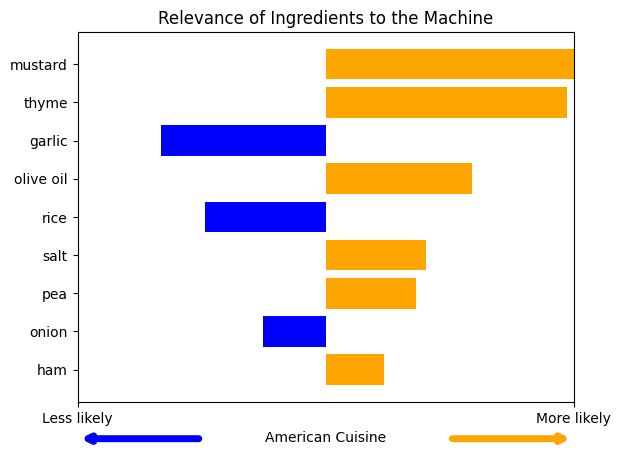 Relevance of Ingredients to the Machine
mustard
thyme
garlic
olive oil
rice
salt
pea
onion
ham
Less likely
More likely
American Cuisine